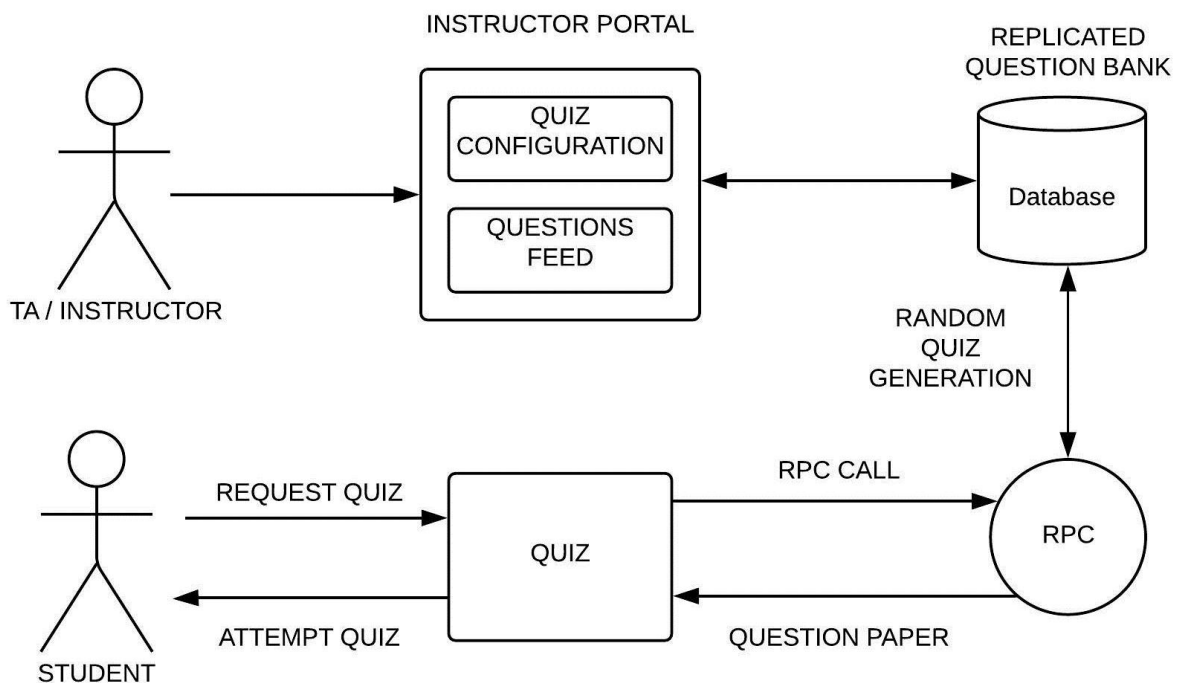 INSTRUCTOR PORTAL
REPLICATED
QUESTION BANK
QUIZ
CONFIGURATION
QUESTIONS
FEED
Database
TA / INSTRUCTOR
RANDOM
QUIZ
GENERATION
REQUEST QUIZ
QUIZ
RPC CALL
RPC
ATTEMPT QUIZ
QUESTION PAPER
STUDENT